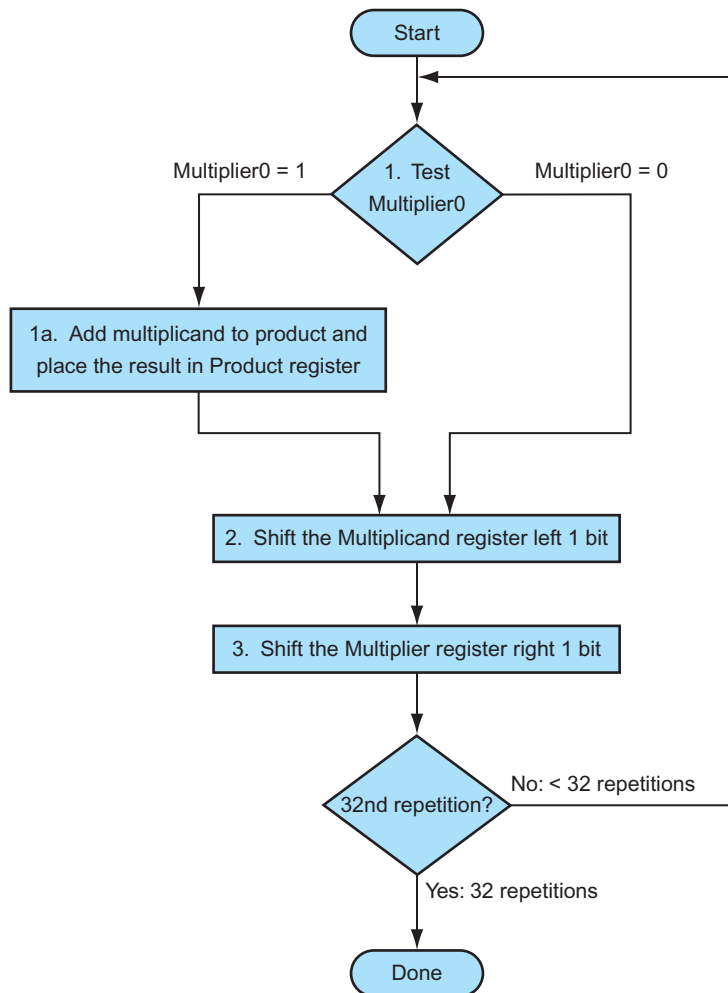 Start
Multiplier0 = 1
1. Test
Multiplier0
Multiplier0 = 0
1a. Add multiplicand to product and
place the result in Product register
2. Shift the Multiplicand register left 1 bit
3. Shift the Multiplier register right 1 bit
32nd repetition?
No: < 32 repetitions
Yes: 32 repetitions
Done